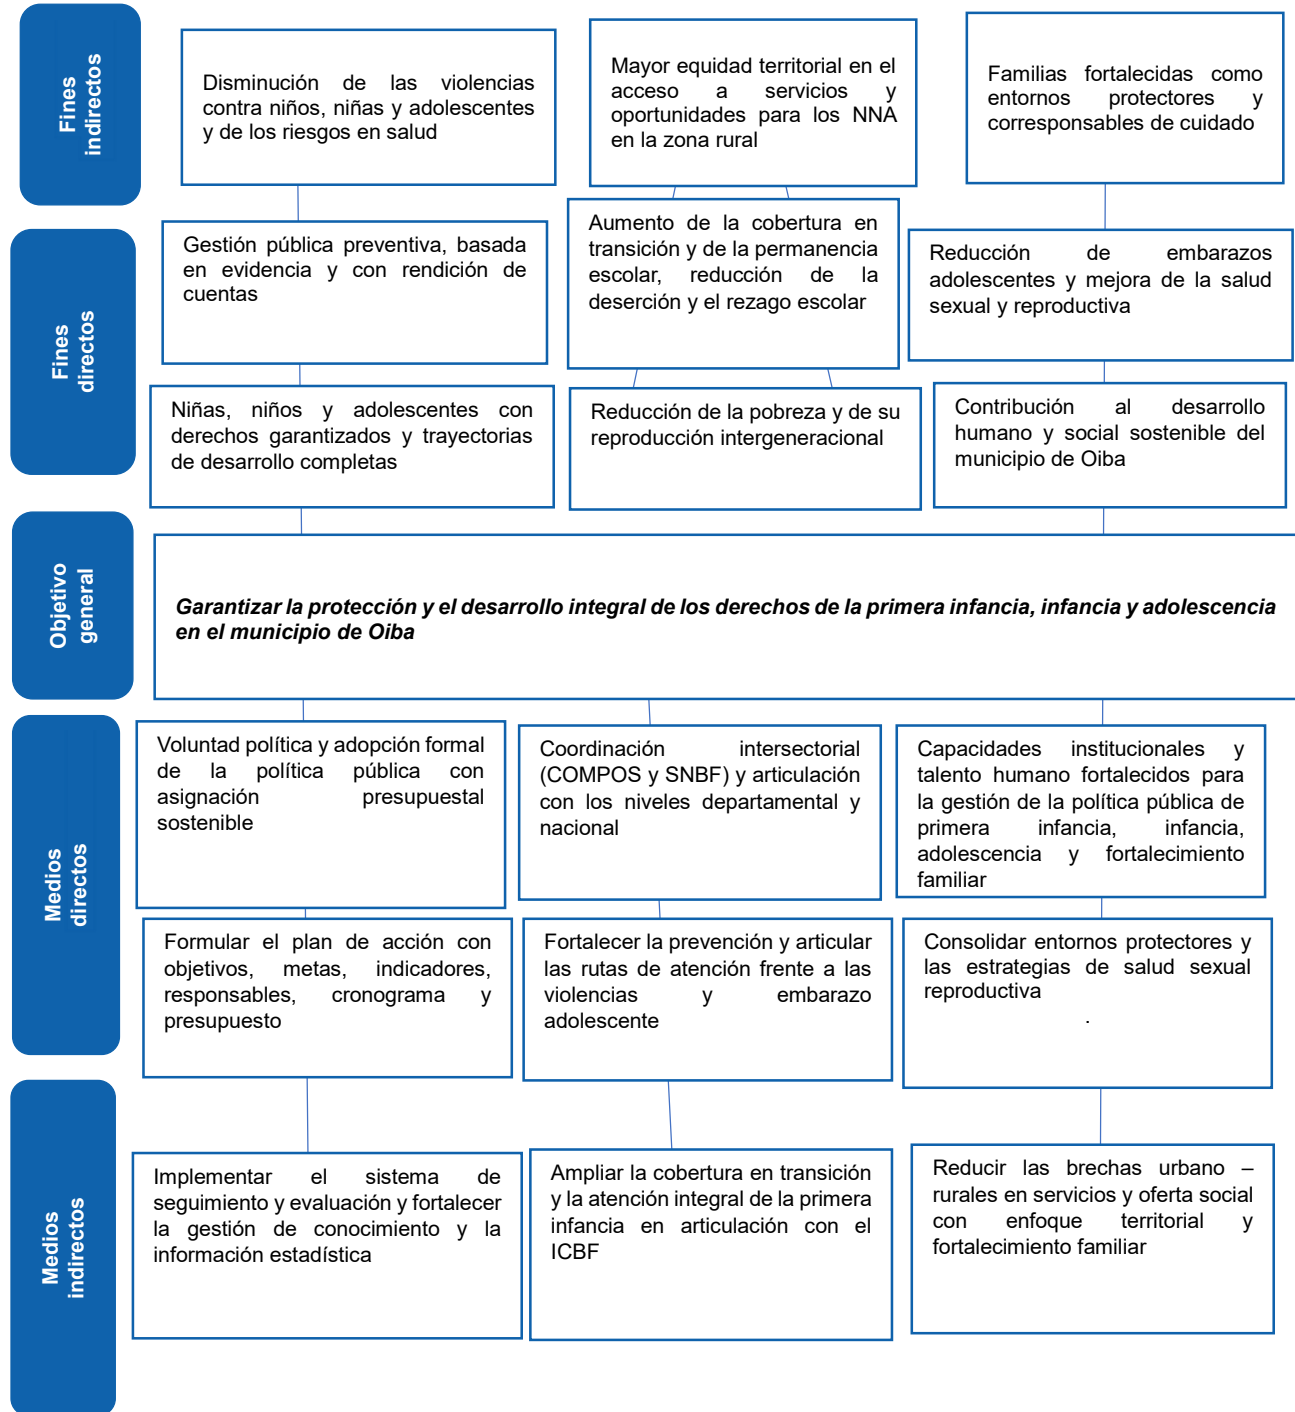 Fines
indirectos
Disminución de las violencias
contra niños, niñas y adolescentes
y de los riesgos en salud
Mayor equidad territorial en el
acceso a servicios y
oportunidades para los NNA
en la zona rural
Familias fortalecidas como
entornos protectores y
corresponsables de cuidado
Fines
directos
Gestión pública preventiva, basada
en evidencia y con rendición de
cuentas
Aumento de la cobertura en
transición y de la permanencia
escolar, reducción de la
deserción y el rezago escolar
Reducción de embarazos
adolescentes y mejora de la salud
sexual y reproductiva
Niñas, niños y adolescentes con
derechos garantizados y trayectorias
de desarrollo completas
Reducción de la pobreza y de su
reproducción intergeneracional
Contribución al desarrollo
humano y social sostenible del
municipio de Oiba
Objetivo
general
Garantizar la protección y el desarrollo integral de los derechos de la primera infancia, infancia y adolescencia
en el municipio de Oiba
Medios
directos
Voluntad política y adopción formal
de la política pública con
asignación presupuestal
sostenible
Coordinación intersectorial
(COMPOS y SNBF) y articulación
con los niveles departamental y
nacional
Capacidades institucionales y
talento humano fortalecidos para
la gestión de la política pública de
primera infancia, infancia,
adolescencia y fortalecimiento
familiar
Formular el plan de acción con
objetivos, metas, indicadores,
responsables, cronograma y
presupuesto
Fortalecer la prevención y articular
las rutas de atención frente a las
violencias y embarazo
adolescente
Consolidar entornos protectores y
las estrategias de salud sexual
reproductiva
.
Medios
indirectos
Implementar el sistema de
seguimiento y evaluación y fortalecer
la gestión de conocimiento y la
información estadística
Ampliar la cobertura en transición
y la atención integral de la primera
infancia en articulación con el
ICBF
Reducir las brechas urbano –
rurales en servicios y oferta social
con enfoque territorial y
fortalecimiento familiar